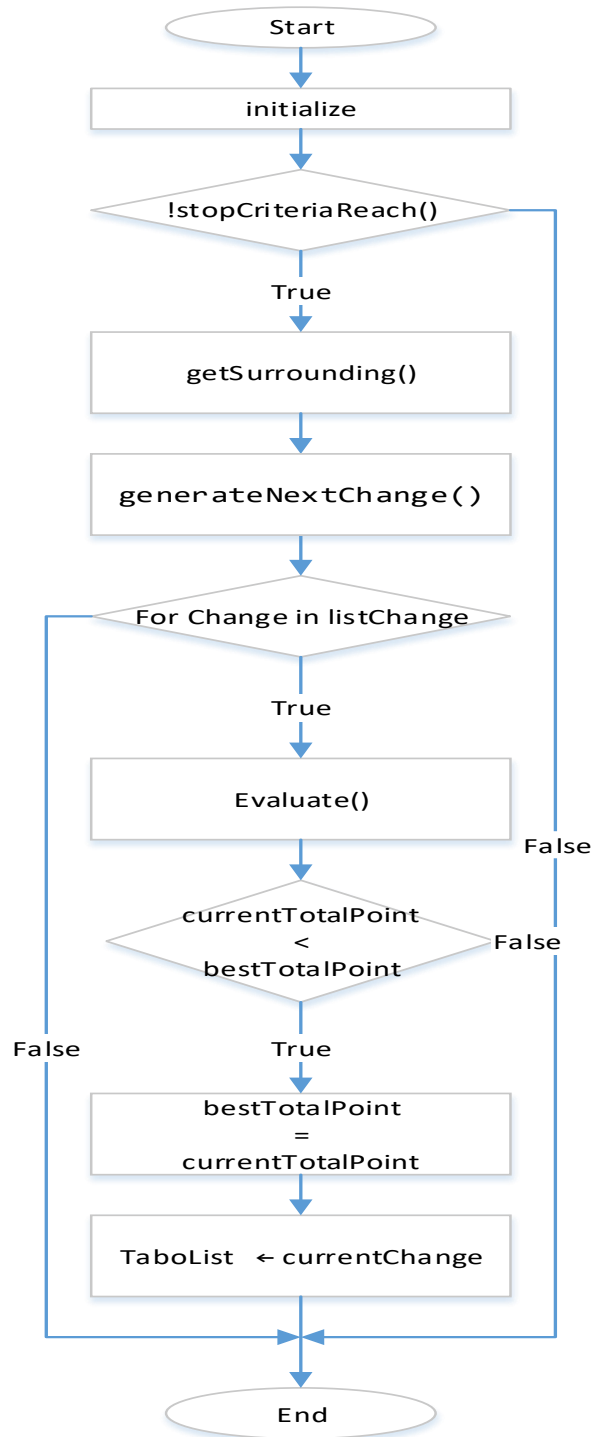 Start
initialize
!stopCriteriaReach()
True
getSurrounding()
generateNextChange()
For Change in listChange
True
Evaluate()
False
currentTotalPoint
<
bestTotalPoint
False
False
True
bestTotalPoint
=
currentTotalPoint
TaboList ← currentChange
End